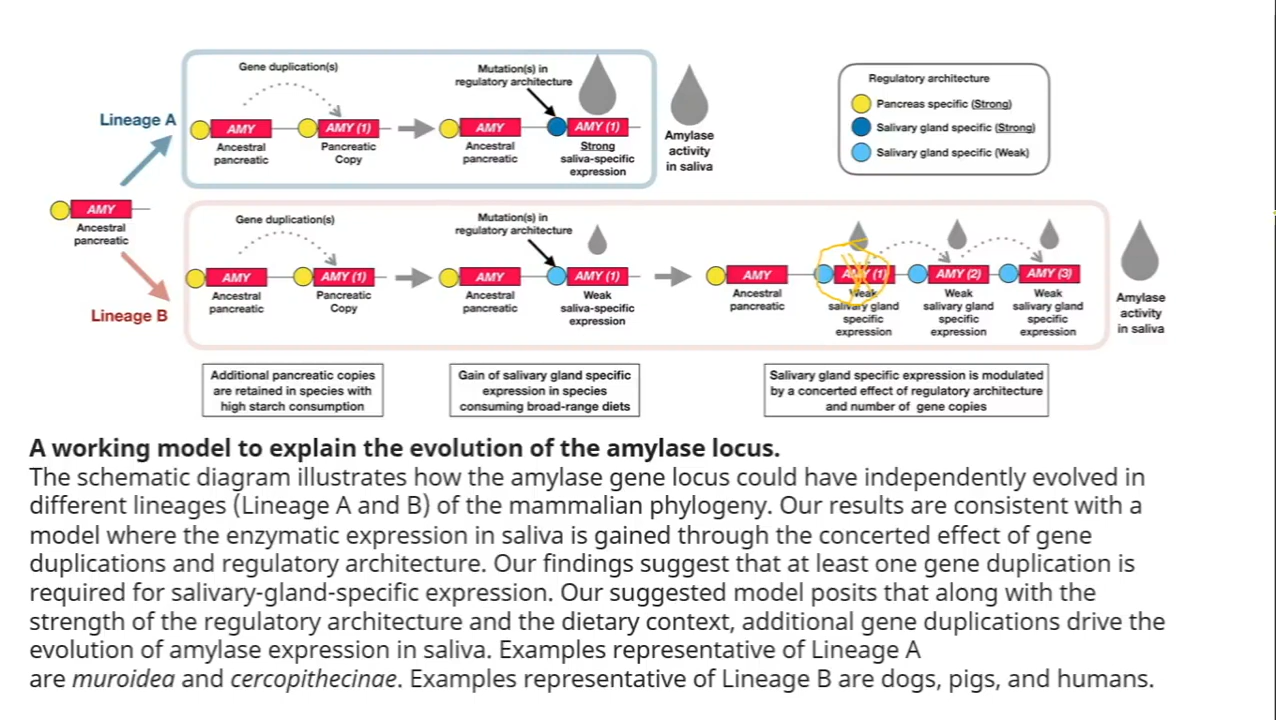 Gene duplication(s)
Mutation(s) in
regulatory architecture
Lineage A
AMY
AMY (1)
AMY
AMY (1)
Ancestral
pancreatic
Pancreatic
Copy
Ancestral
pancreatic
Strong
saliva-specific
expression
Amylase
activity
in saliva
Regulatory architecture
Pancreas specific (Strong)
Salivary gland specific (Strong)
Salivary gland specific (Weak)
AMY
Ancestral
pancreatic
Lineage B
Gene duplication(s)
Mutation(s) in
regulatory architecture
AMY
AMY (1)
AMY
AMY (1)
AMY
AMY (1)
AMY (2)
AMY (3)
Ancestral
pancreatic
Pancreatic
Copy
Ancestral
pancreatic
Weak
saliva-specific
expression
Ancestral
pancreatic
Weak
salivary gland
specific
expression
Weak
salivary gland
specific
expression
Weak
salivary gland
specific
expression
Amylase
activity
in saliva
Additional pancreatic copies
are retained in species with
high starch consumption
Gain of salivary gland specific
expression in species
consuming broad-range diets
Salivary gland specific expression is modulated
by a concerted effect of regulatory architecture
and number of gene copies
A working model to explain the evolution of the amylase locus.
The schematic diagram illustrates how the amylase gene locus could have independently evolved in
different lineages (Lineage A and B) of the mammalian phylogeny. Our results are consistent with a
model where the enzymatic expression in saliva is gained through the concerted effect of gene
duplications and regulatory architecture. Our findings suggest that at least one gene duplication is
required for salivary-gland-specific expression. Our suggested model posits that along with the
strength of the regulatory architecture and the dietary context, additional gene duplications drive the
evolution of amylase expression in saliva. Examples representative of Lineage A
are muroidea and cercopithecinae. Examples representative of Lineage B are dogs, pigs, and humans.